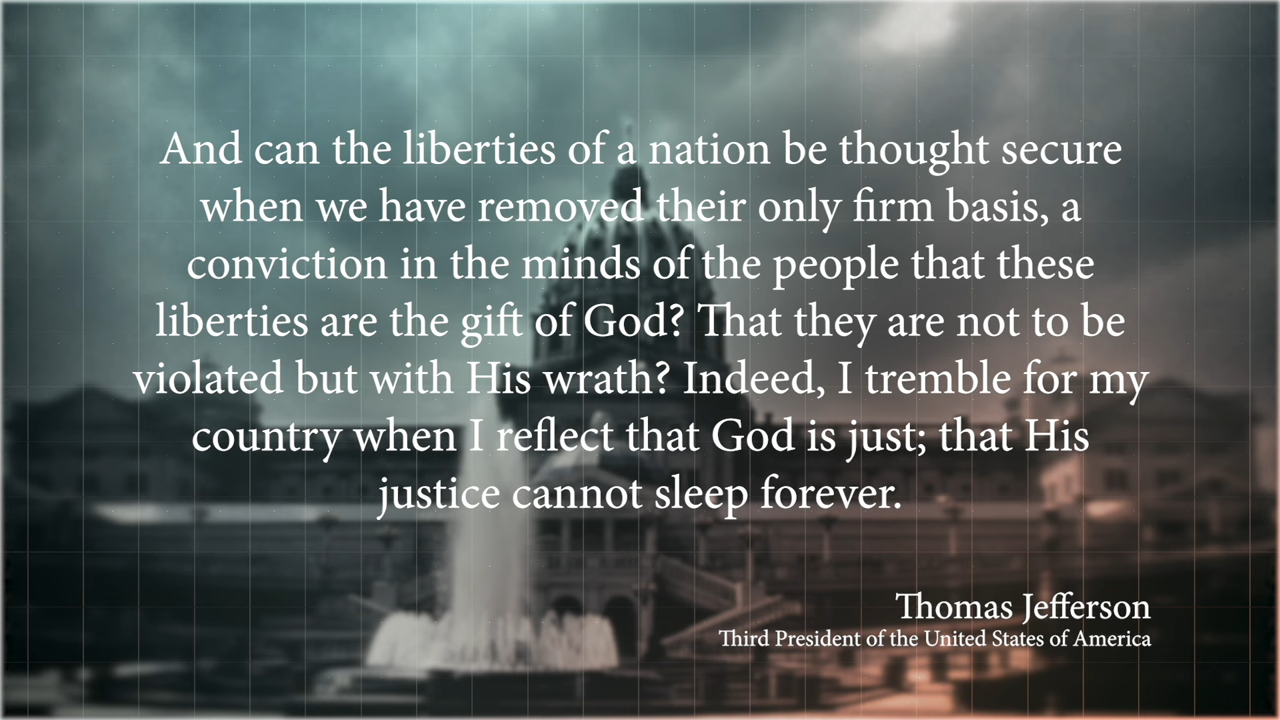 And can the liberties of a nation be thought secure
when we have removed their only firm basis, a
conviction in the minds of the people that these
liberties are the gift of God? That they are not to be
violated but with His wrath? Indeed, I tremble for my
country when I reflect that God is just; that His
justice cannot sleep forever.
Thomas Jefferson
Third President of the United States of America